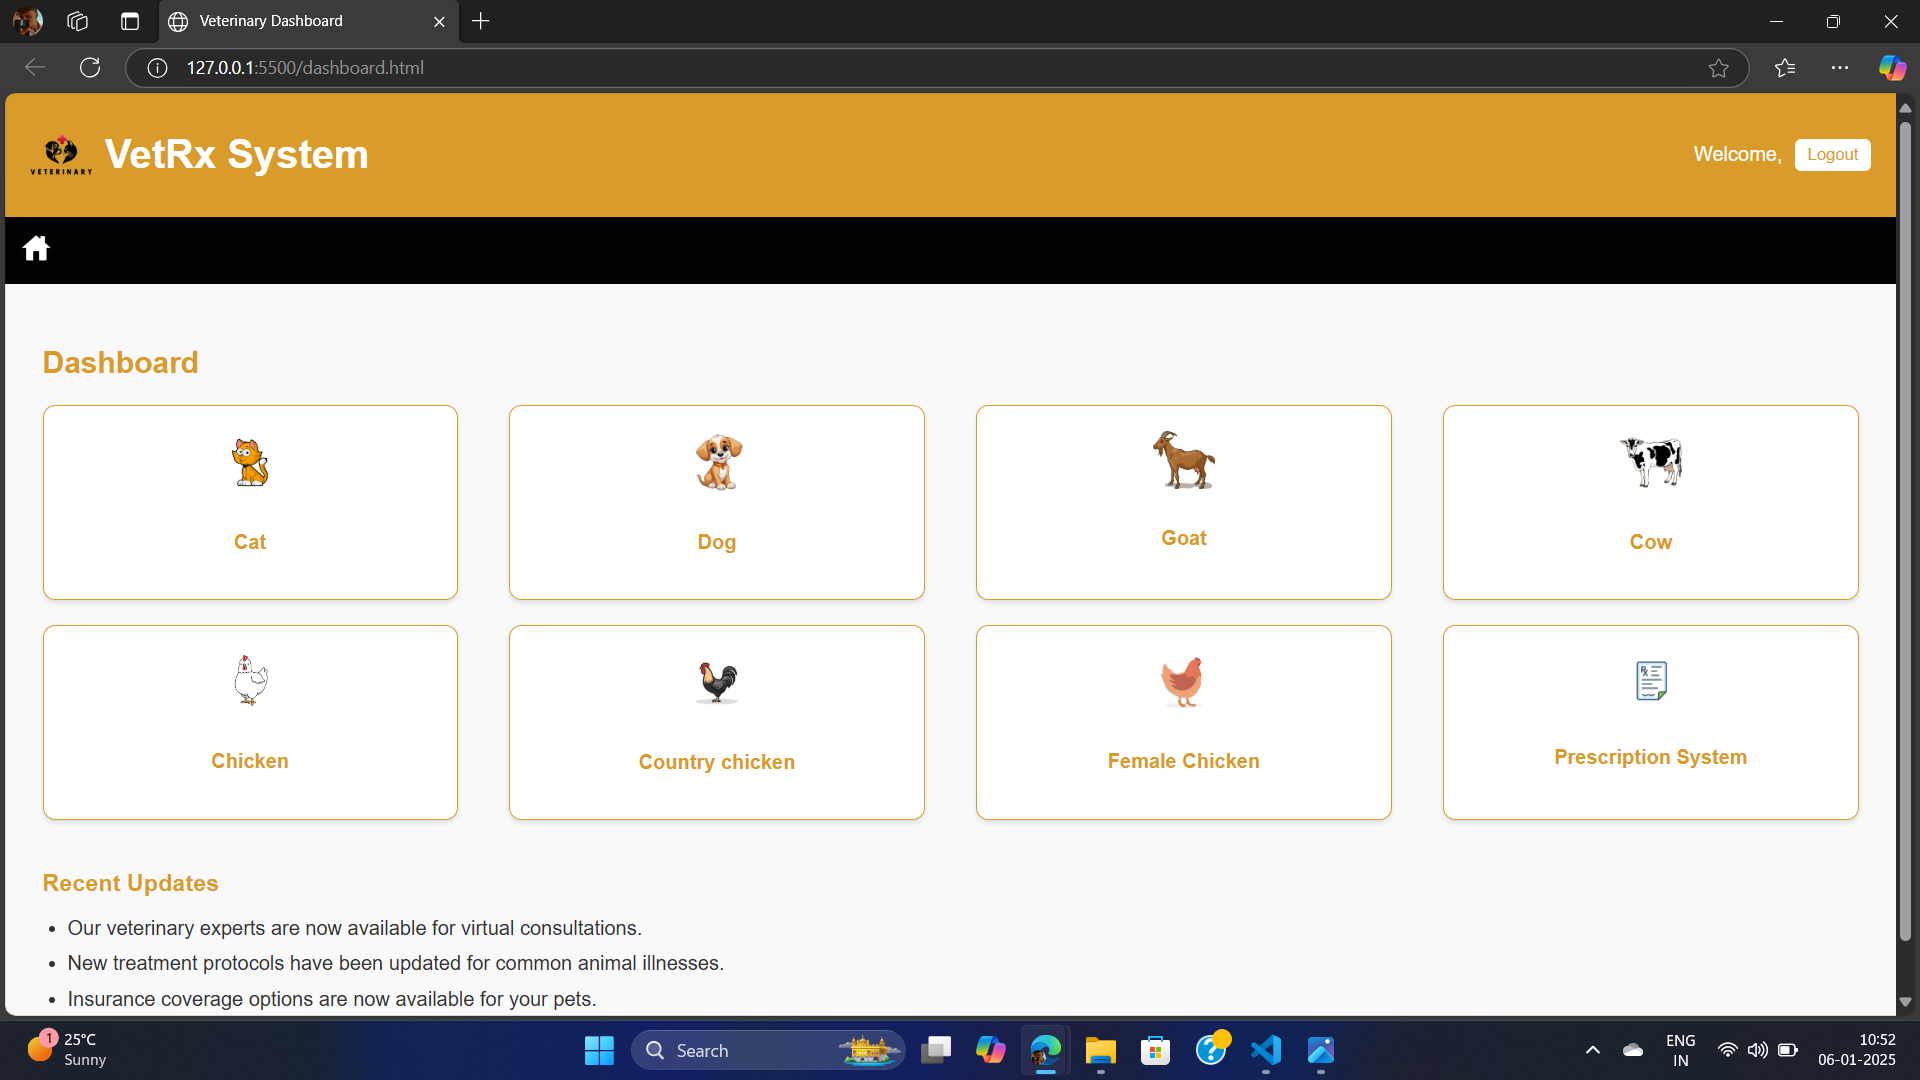 Veterinary Dashboard
127.0.0.1:5500/dashboard.html
VETERINARY
VetRx System
Welcome,
Logout
Dashboard
Cat
Dog
Goat
Cow
Chicken
Country chicken
Female Chicken
Prescription System
Recent Updates
• Our veterinary experts are now available for virtual consultations.
• New treatment protocols have been updated for common animal illnesses.
• Insurance coverage options are now available for your pets.
1
25°C
Sunny
Search
ENG
IN
10:52
06-01-2025